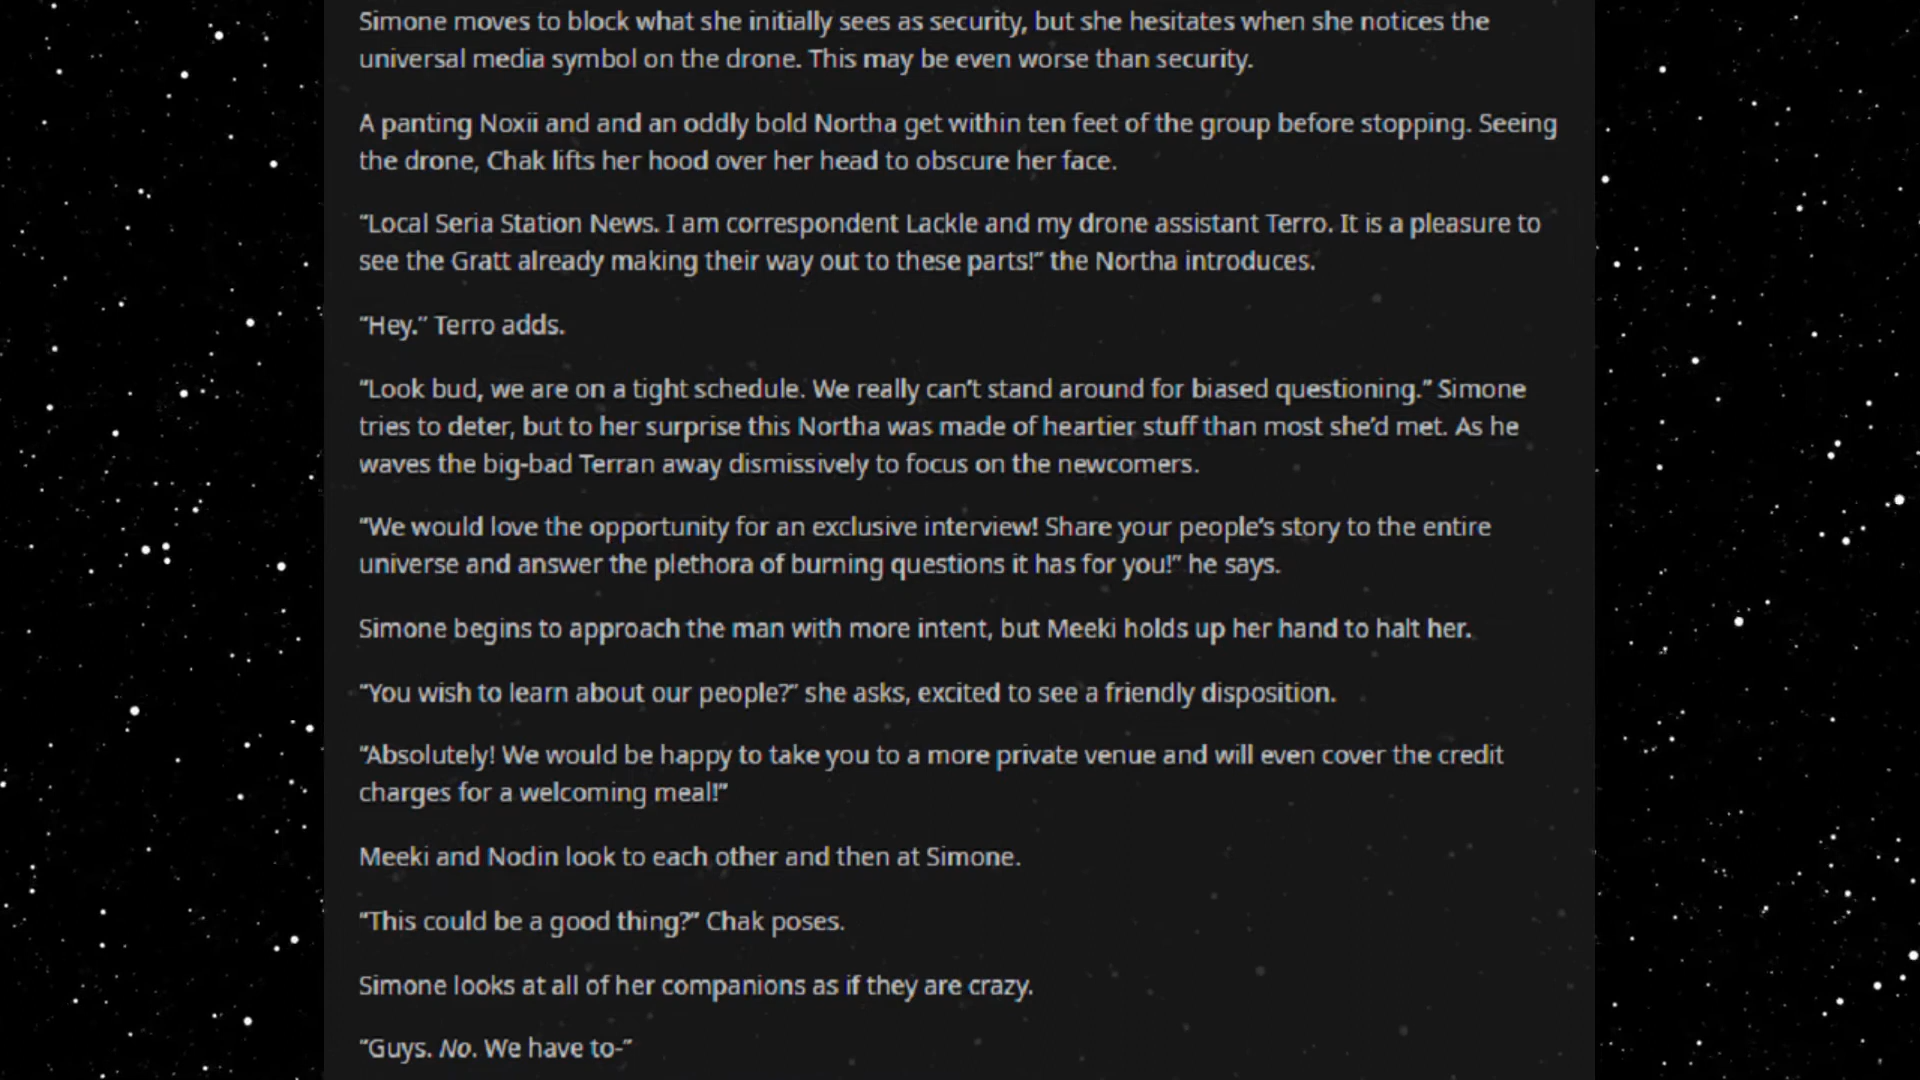 Simone moves to block what she initially sees as security, but she hesitates when she notices the
universal media symbol on the drone. This may be even worse than security.
A panting Noxii and and an oddly bold Northa get within ten feet of the group before stopping. Seeing
the drone, Chak lifts her hood over her head to obscure her face.
“Local Seria Station News. I am correspondent Lackle and my drone assistant Terro. It is a pleasure to
see the Gratt already making their way out to these parts!” the Northa introduces.
“Hey.” Terro adds.
“Look bud, we are on a tight schedule. We really can’t stand around for biased questioning.” Simone
tries to deter, but to her surprise this Northa was made of heartier stuff than most she’d met. As he
waves the big-bad Terran away dismissively to focus on the newcomers.
“We would love the opportunity for an exclusive interview! Share your people’s story to the entire
universe and answer the plethora of burning questions it has for you!” he says.
Simone begins to approach the man with more intent, but Meeki holds up her hand to halt her.
“You wish to learn about our people?” she asks, excited to see a friendly disposition.
“Absolutely! We would be happy to take you to a more private venue and will even cover the credit
charges for a welcoming meal!”
Meeki and Nodin look to each other and then at Simone.
“This could be a good thing?” Chak poses.
Simone looks at all of her companions as if they are crazy.
“Guys. No. We have to-”